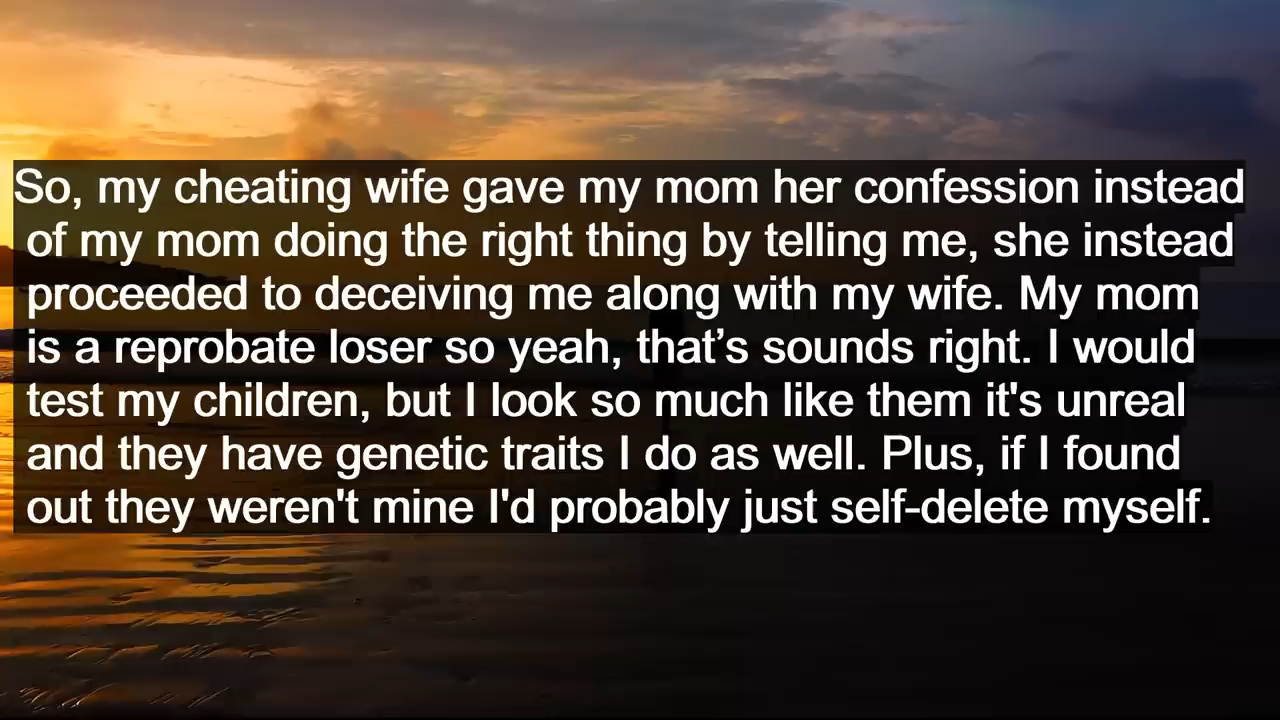 So, my cheating wife gave my mom her confession instead
of my mom doing the right thing by telling me, she instead
proceeded to deceiving me along with my wife. My mom
is a reprobate loser so yeah, that’s sounds right. I would
test my children, but I look so much like them it's unreal
and they have genetic traits I do as well. Plus, if I found
out they weren't mine I'd probably just self-delete myself.